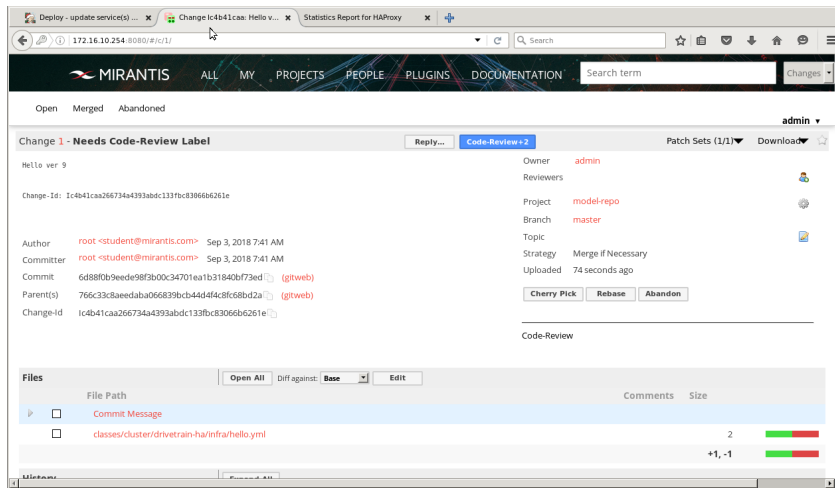 Deploy - update service(s) ...
Change Ic4b41caa: Hello v...
Statistics Report for HAProxy
172.16.10.254:8080/#/c/1/
Search
MIRANTIS ALL MY PROJECTS PEOPLE PLUGINS DOCUMENTATION Search term Changes
Open Merged Abandoned
admin
Change 1 - Needs Code-Review Label Reply... Code-Review+2 Patch Sets (1/1) Download
Hello ver 9
Change-Id: Ic4b41caa266734a4393abdc133fbc83066b6261e
Author root <student@mirantis.com> Sep 3, 2018 7:41 AM
Committer root <student@mirantis.com> Sep 3, 2018 7:41 AM
Commit 6d88f0b9eede98f3b00c34701ea1b31840bf73ed (gitweb)
Parent(s) 766c33c8aeedaba066839bcb44d4f4c8fc68bd2a (gitweb)
Change-Id Ic4b41caa266734a4393abdc133fbc83066b6261e
Owner admin
Reviewers
Project model-repo
Branch master
Topic
Strategy Merge if Necessary
Uploaded 74 seconds ago
Cherry Pick Rebase Abandon
Code-Review
Files Open All Diff against: Base Edit
File Path Comments Size
Commit Message
classes/cluster/drivetrain-ha/infra/hello.yml 2
+1, -1
History Expand All